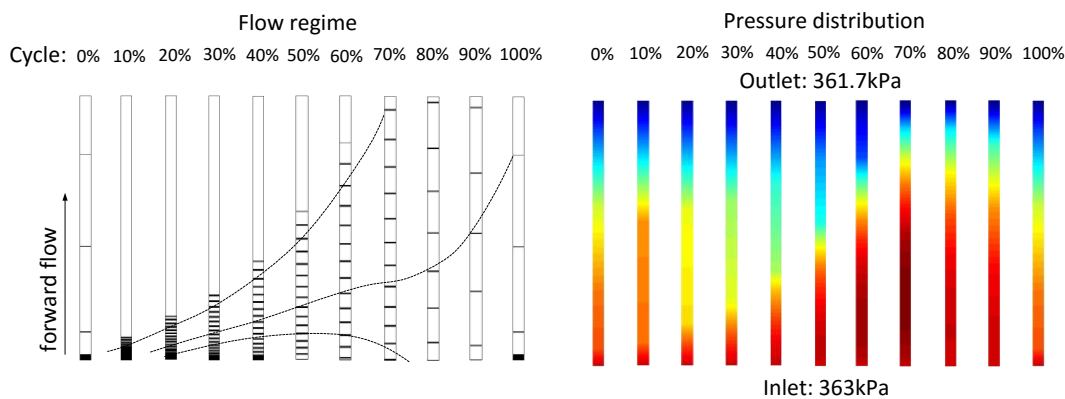 Flow regime
Cycle: 0% 10% 20% 30% 40% 50% 60% 70% 80% 90% 100%
forward flow
Pressure distribution
0% 10% 20% 30% 40% 50% 60% 70% 80% 90% 100%
Outlet: 361.7kPa
Inlet: 363kPa